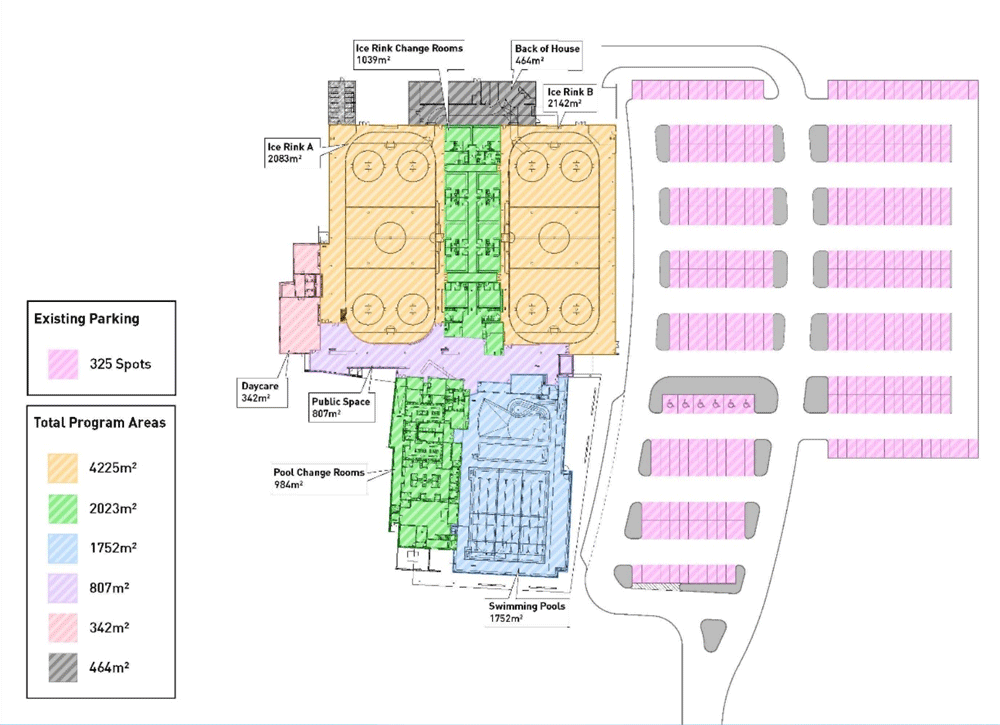 Ice Rink Change Rooms
1039m²
Back of House
464m²
Ice Rink B
2142m²
Ice Rink A
2083m²
Existing Parking
325 Spots
Daycare
342m²
Public Space
807m²
Total Program Areas
4225m²
2023m²
1752m²
807m²
342m²
464m²
Pool Change Rooms
984m²
Swimming Pools
1752m²